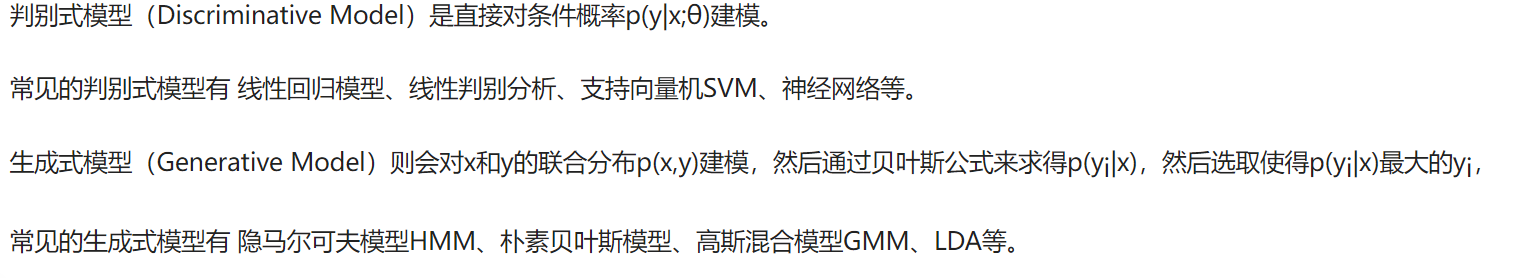 判别式模型（Discriminative Model）是直接对条件概率p(y|x;θ)建模。
常见的判别式模型有 线性回归模型、线性判别分析、支持向量机SVM、神经网络等。
生成式模型（Generative Model）则会对x和y的联合分布p(x,y)建模，然后通过贝叶斯公式来求得p(yᵢ|x)，然后选取使得p(yᵢ|x)最大的yᵢ，
常见的生成式模型有 隐马尔可夫模型HMM、朴素贝叶斯模型、高斯混合模型GMM、LDA等。